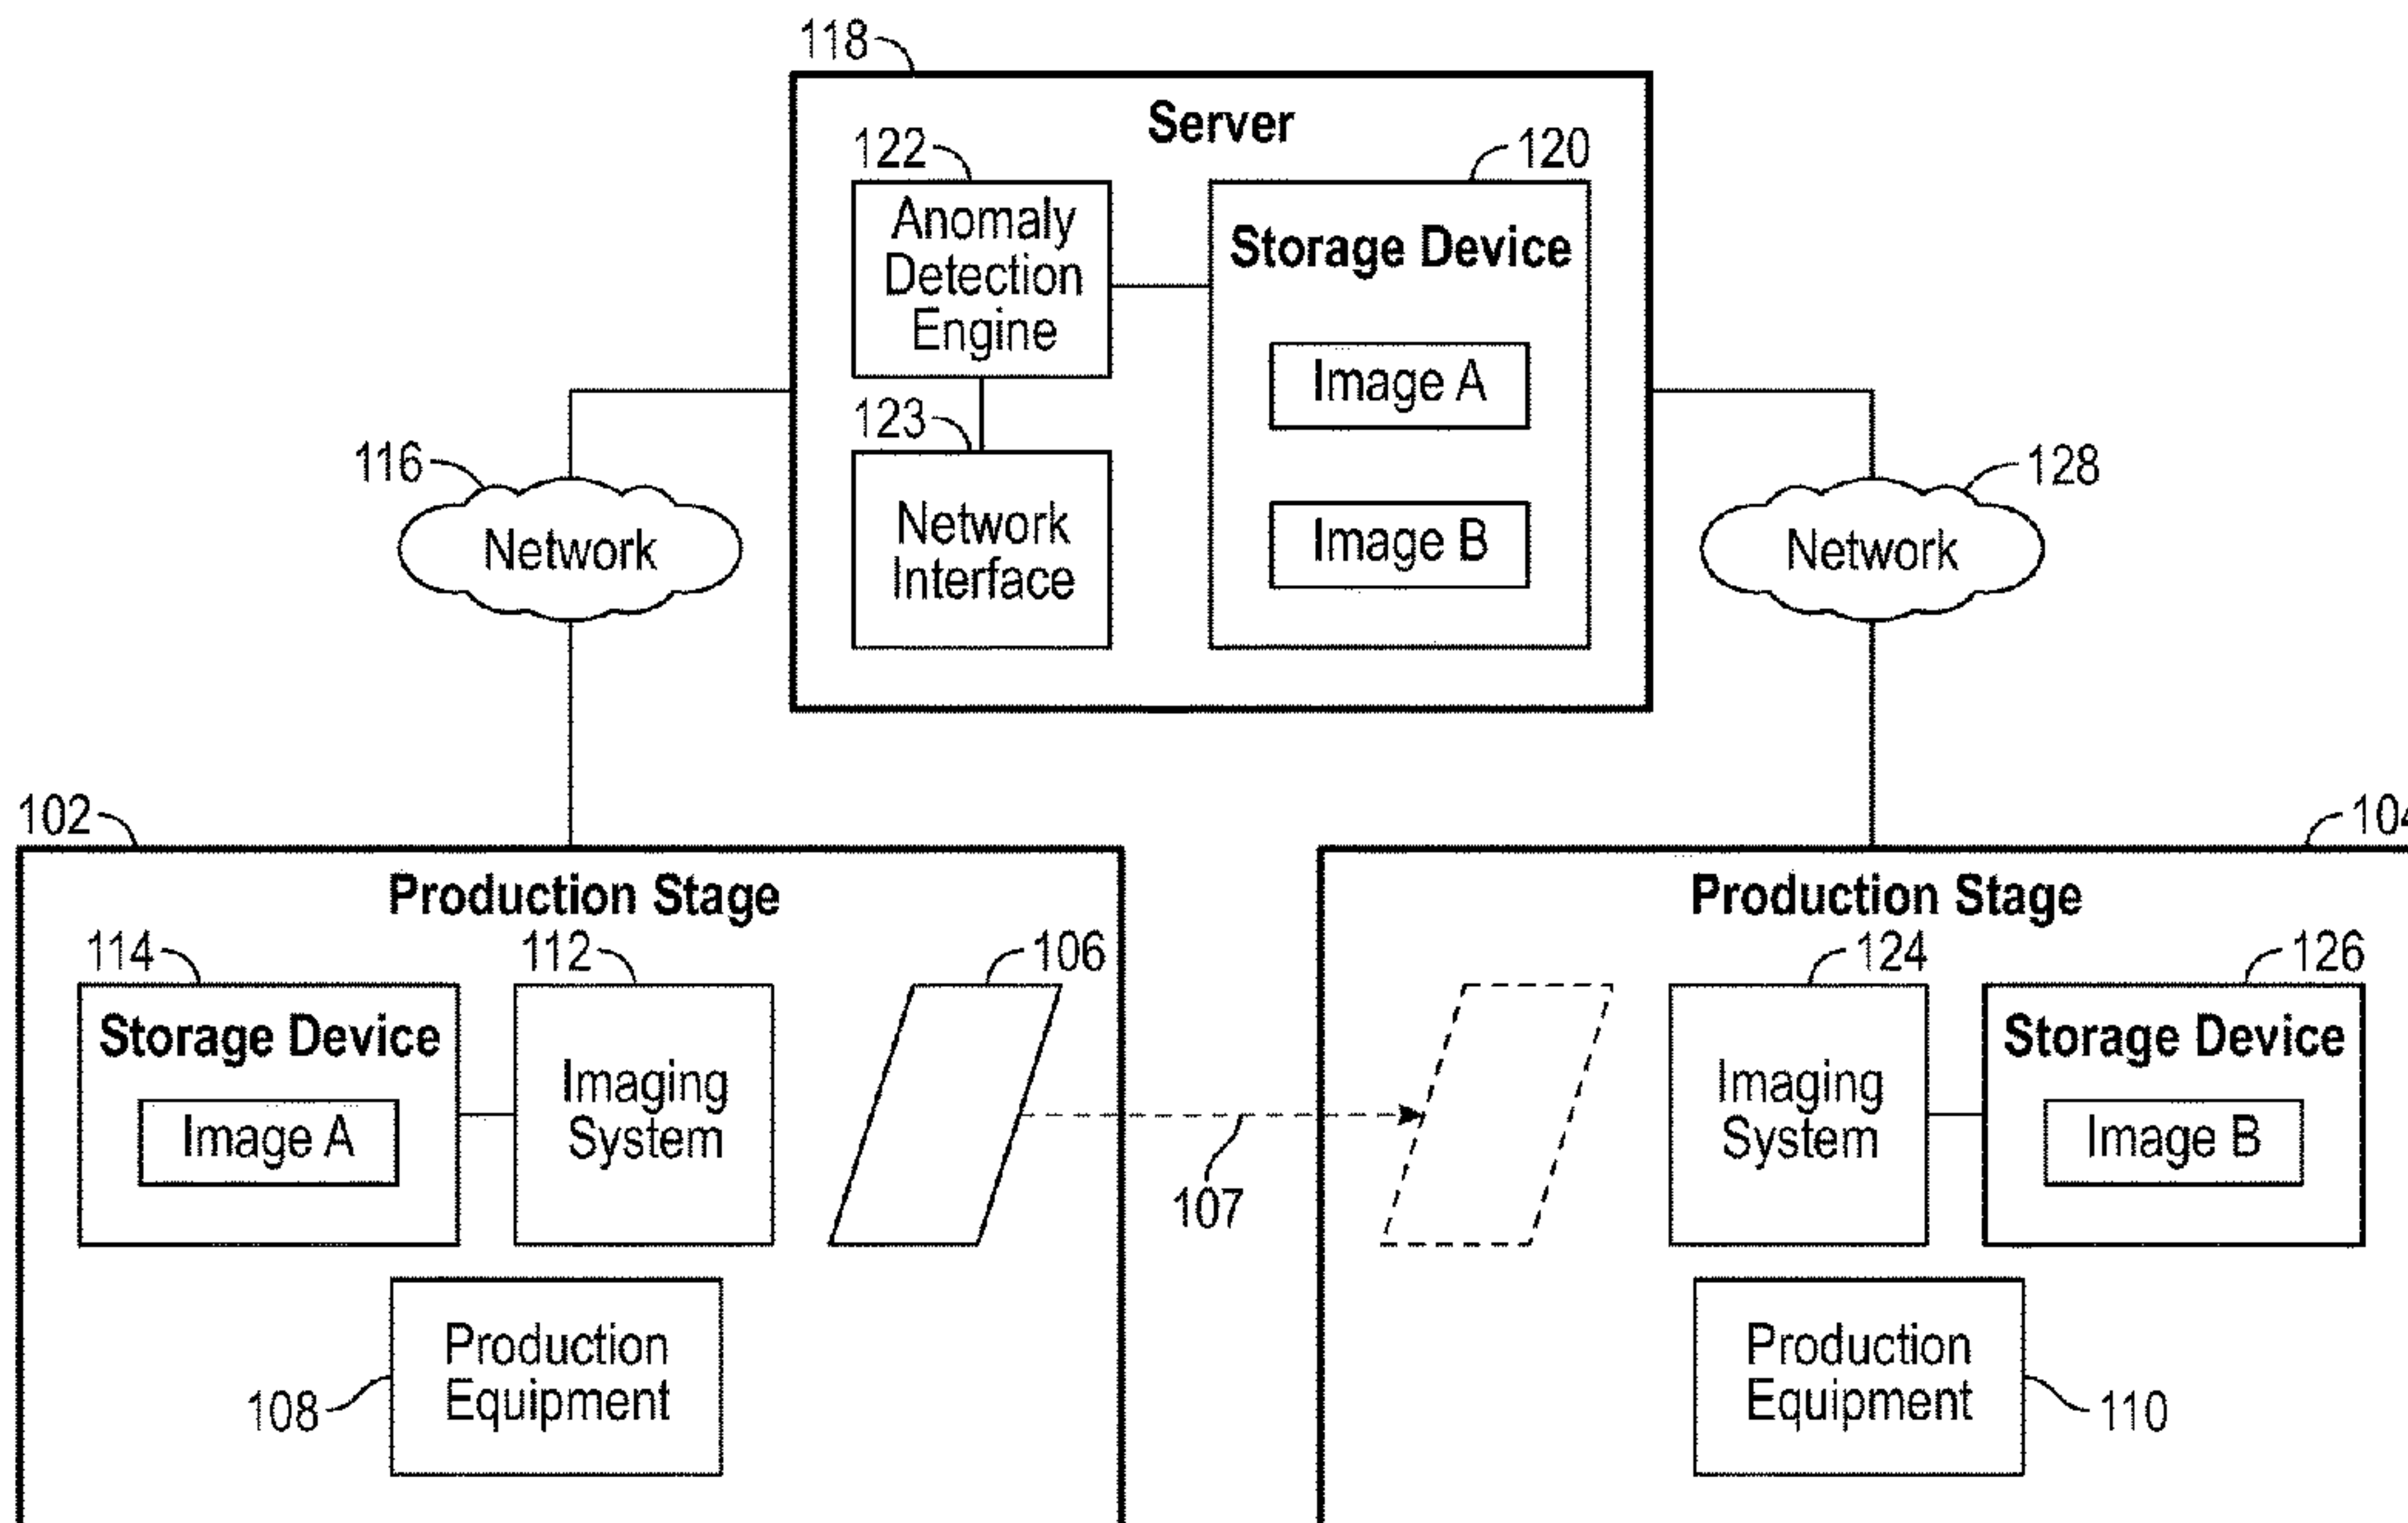 118
Server
122
120
Anomaly
Detection
Engine
Storage Device
Image A
123
116
128
Network
Interface
Image B
Network
Network
102
104
Production Stage
Production Stage
114
112
106
124
126
Storage Device
Imaging
System
Image A
107
Imaging
System
Storage Device
Image B
Production
Equipment
108
Production
Equipment
110